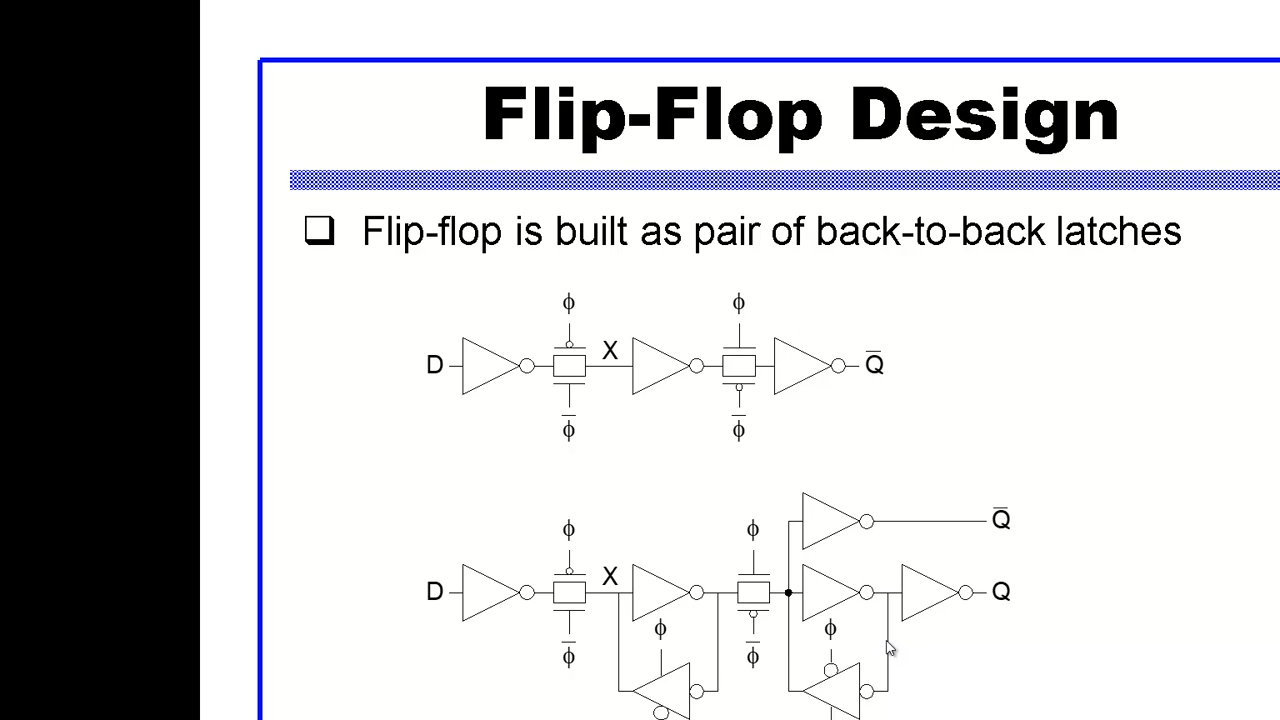 Flip-Flop Design
Flip-flop is built as pair of back-to-back latches
ϕ ϕ
D X Q̅
ϕ̅ ϕ̅
Q̅
ϕ ϕ
D X Q
ϕ ϕ
ϕ̅ ϕ̅